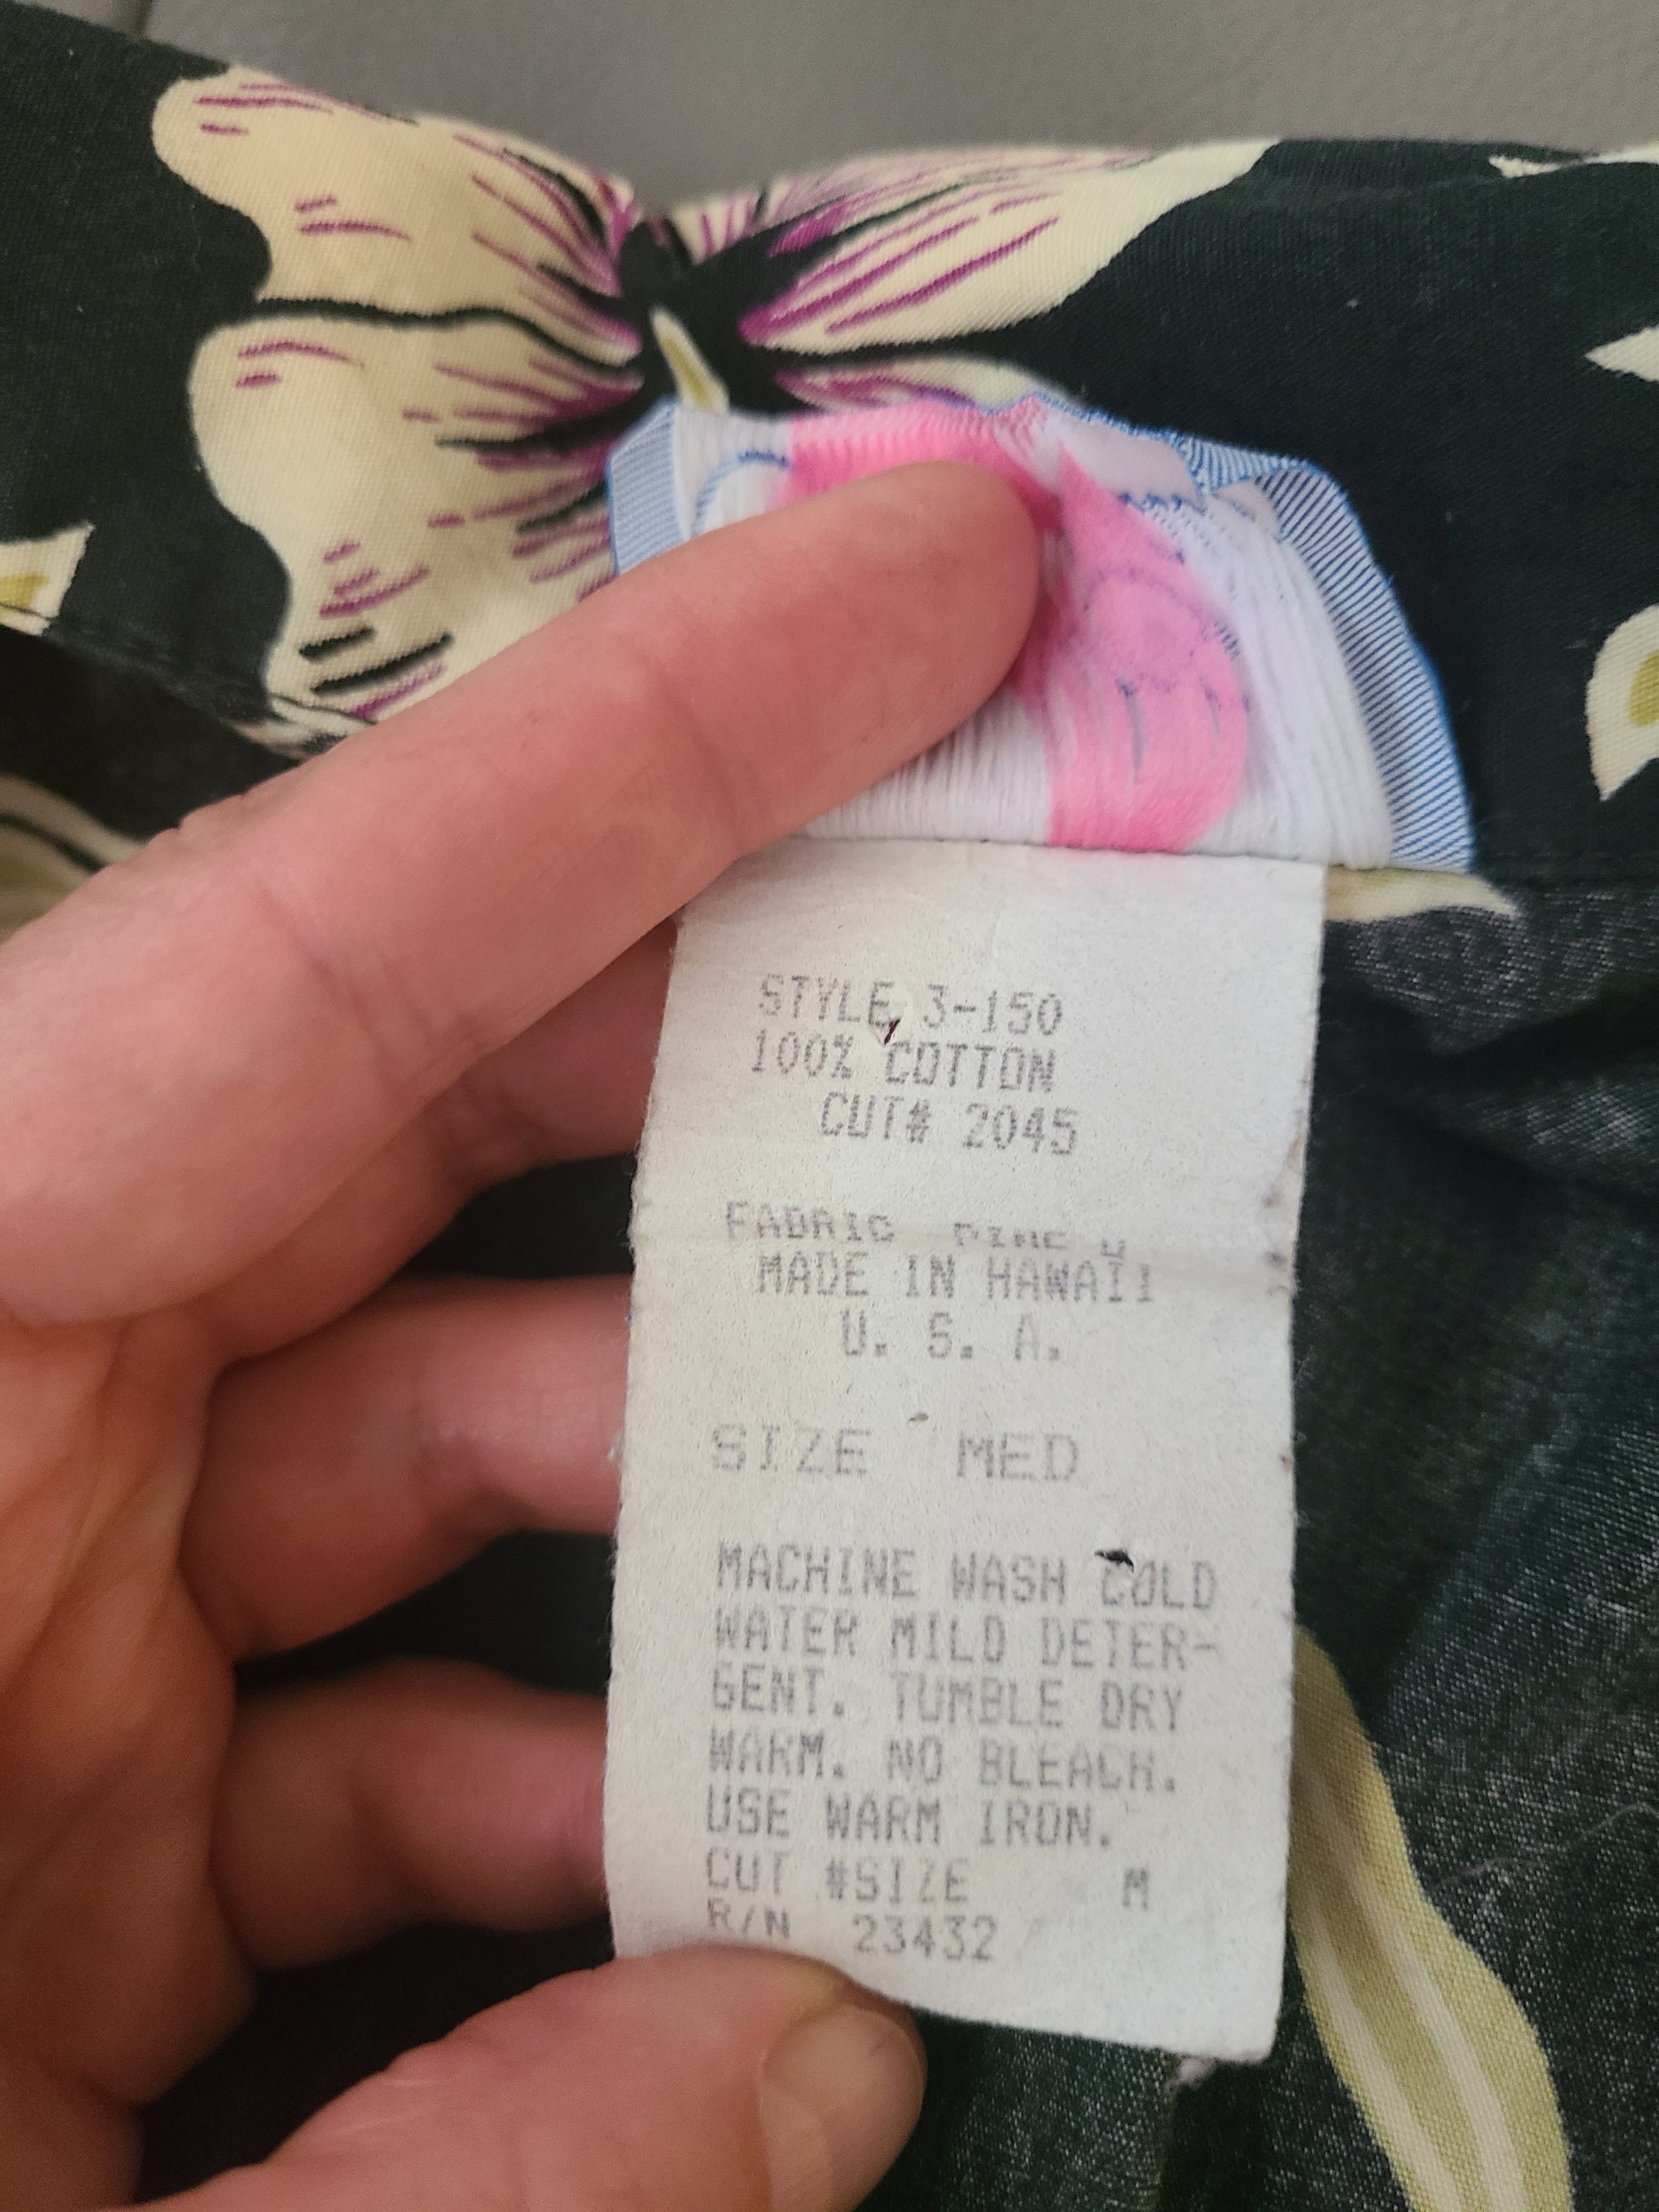 STYLE 3-150
100% COTTON
CUT# 2045
FABRIC
MADE IN HAWAII
U. S. A.
SIZE MED
MACHINE WASH COLD
WATER MILD DETER-
GENT. TUMBLE DRY
WARM. NO BLEACH.
USE WARM IRON.
CUT #SIZE M
R/N 23432